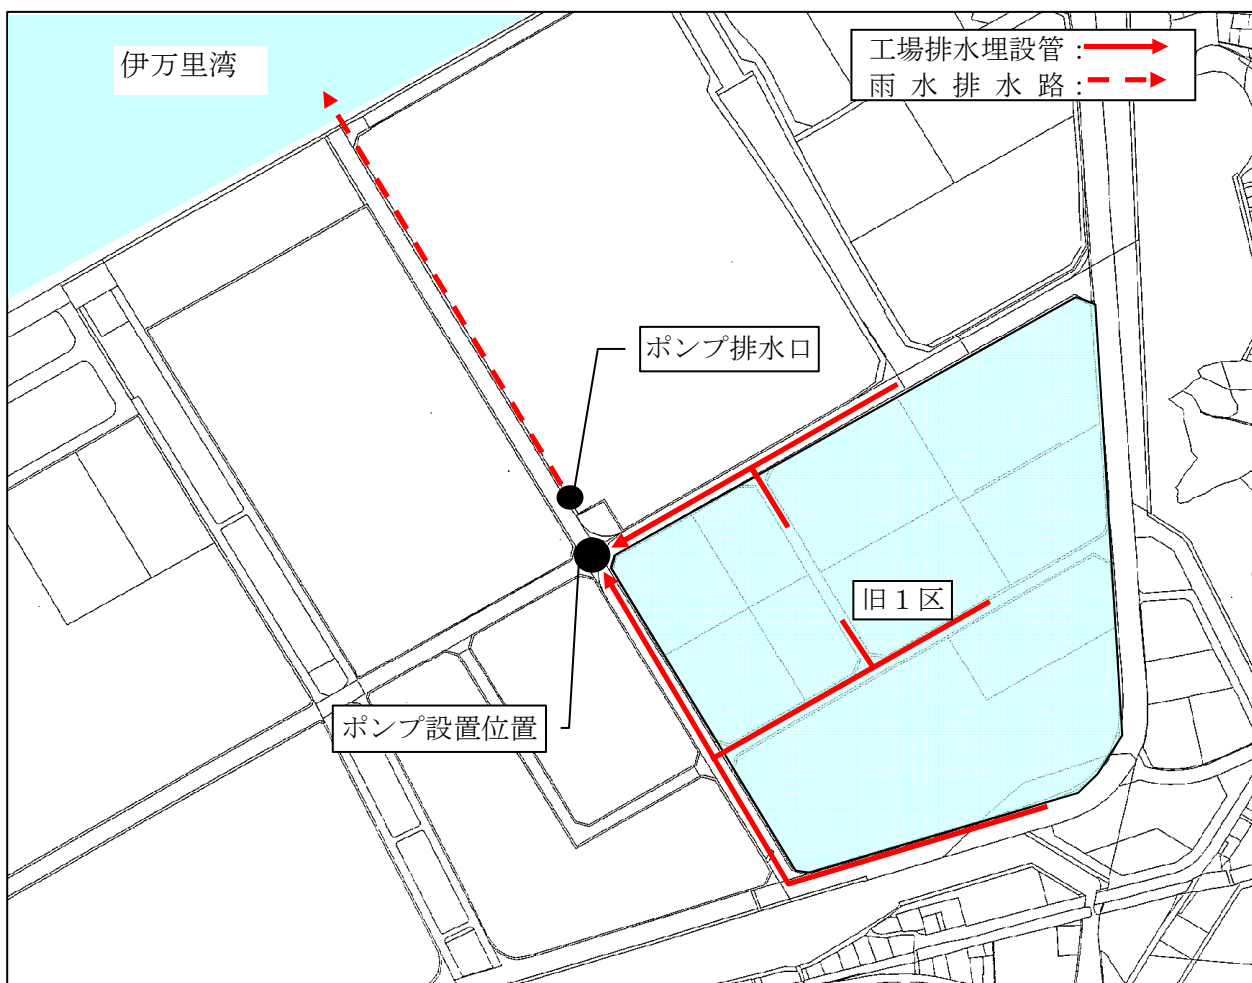 伊万里湾
工場排水埋設管：
雨水排水路：
ポンプ排水口
旧１区
ポンプ設置位置